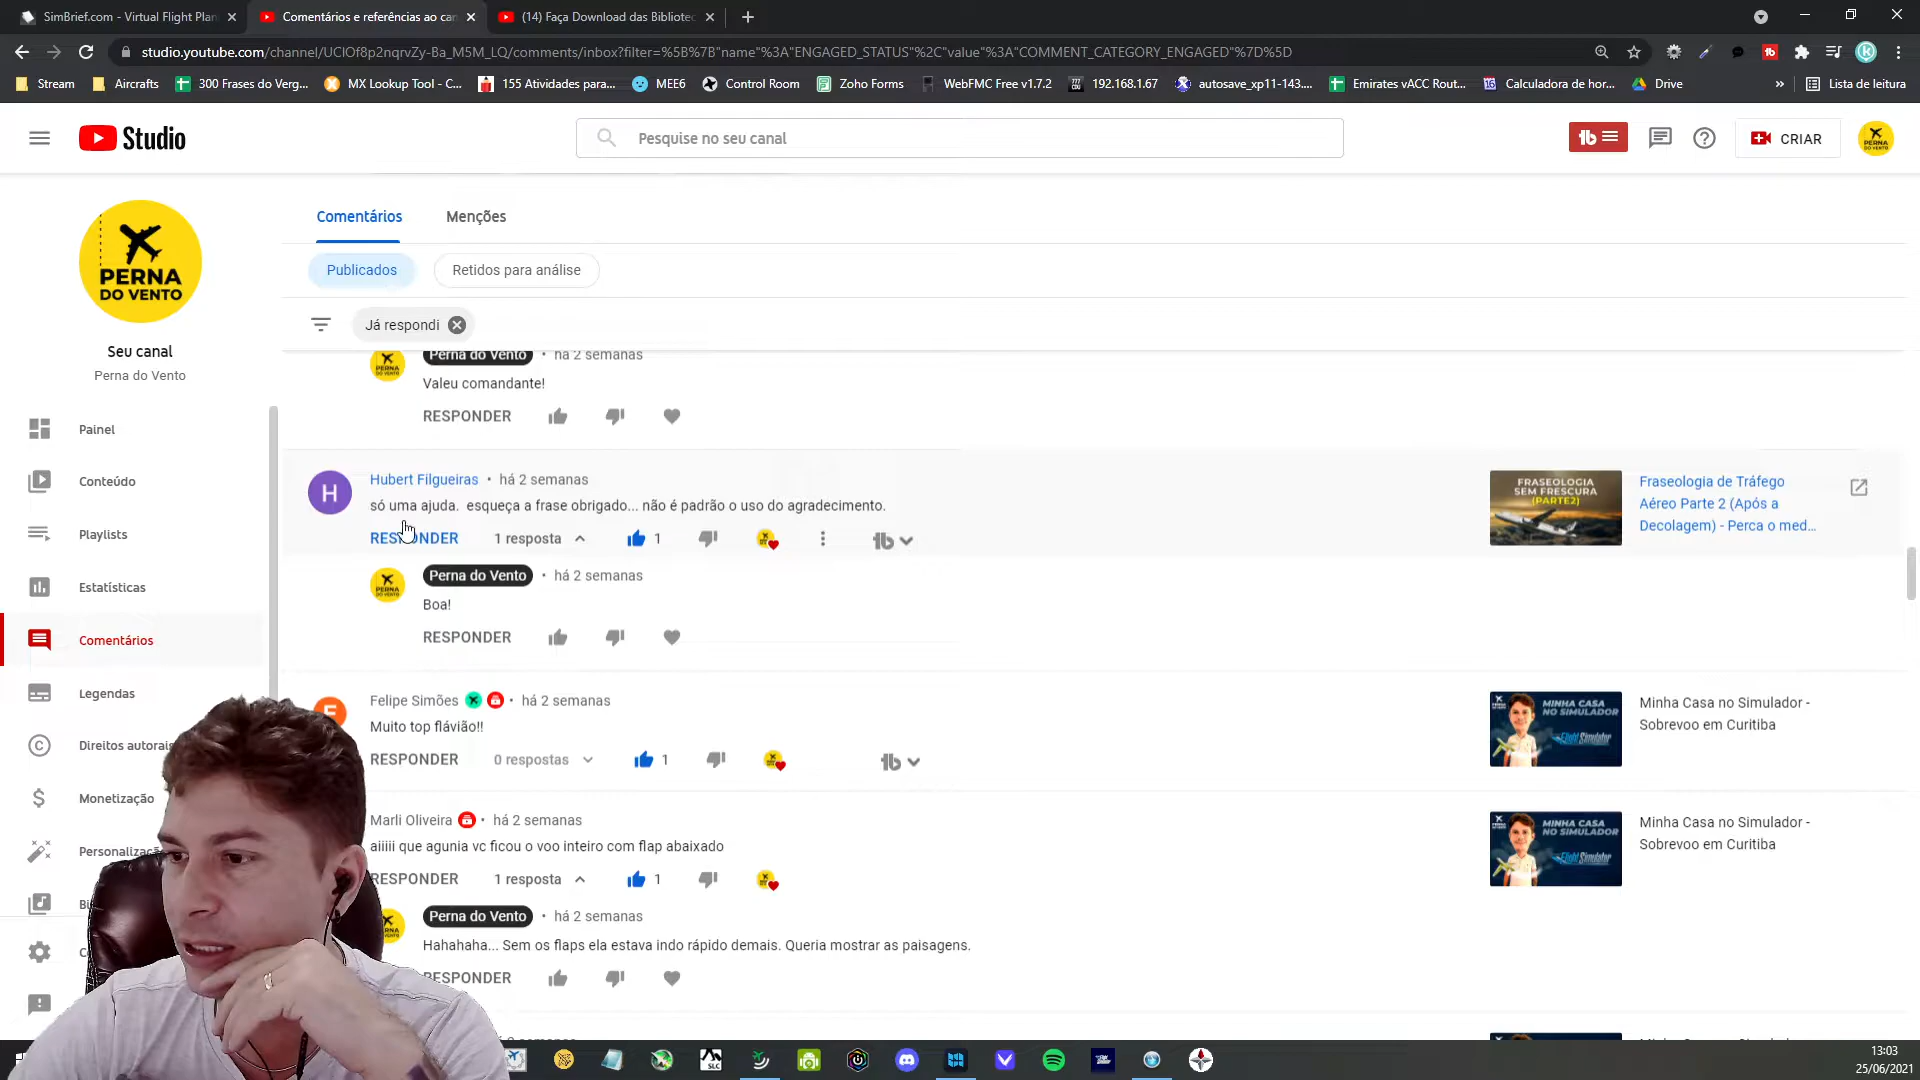 SimBrief.com - Virtual Flight Plan
Comentários e referências ao can
(14) Faça Download das Bibliotec
studio.youtube.com/channel/UClOf8p2nqrvZy-Ba_M5M_LQ/comments/inbox?filter=%5B%7B"name"%3A"ENGAGED_STATUS"%2C"value"%3A"COMMENT_CATEGORY_ENGAGED"%7D%5D
Stream
Aircrafts
300 Frases do Verg...
MX Lookup Tool - C...
155 Atividades para...
MEE6
Control Room
Zoho Forms
WebFMC Free v1.7.2
192.168.1.67
autosave_xp11-143....
Emirates vACC Rout...
Calculadora de hor...
Drive
Lista de leitura
Studio
Pesquise no seu canal
CRIAR
PERNA
DO VENTO
Seu canal
Perna do Vento
Painel
Conteúdo
Playlists
Estatísticas
Comentários
Legendas
Direitos autorais
Monetização
Comentários
Menções
Publicados
Retidos para análise
Já respondi
Perna do Vento • há 2 semanas
Valeu comandante!
RESPONDER
H
Hubert Filgueiras • há 2 semanas
só uma ajuda. esqueça a frase obrigado... não é padrão o uso do agradecimento.
RESPONDER 1 resposta 1
FRASEOLOGIA
SEM FRESCURA
(PARTE2)
Fraseologia de Tráfego
Aéreo Parte 2 (Após a
Decolagem) - Perca o med...
Perna do Vento • há 2 semanas
Boa!
RESPONDER
Felipe Simões • há 2 semanas
Muito top flávião!!
RESPONDER 0 respostas 1
MINHA CASA
NO SIMULADOR
Minha Casa no Simulador -
Sobrevoo em Curitiba
Marli Oliveira • há 2 semanas
aiiiii que agunia vc ficou o voo inteiro com flap abaixado
RESPONDER 1 resposta 1
MINHA CASA
NO SIMULADOR
Minha Casa no Simulador -
Sobrevoo em Curitiba
Perna do Vento • há 2 semanas
Hahahaha... Sem os flaps ela estava indo rápido demais. Queria mostrar as paisagens.
RESPONDER
SLC
13:03
25/06/2021